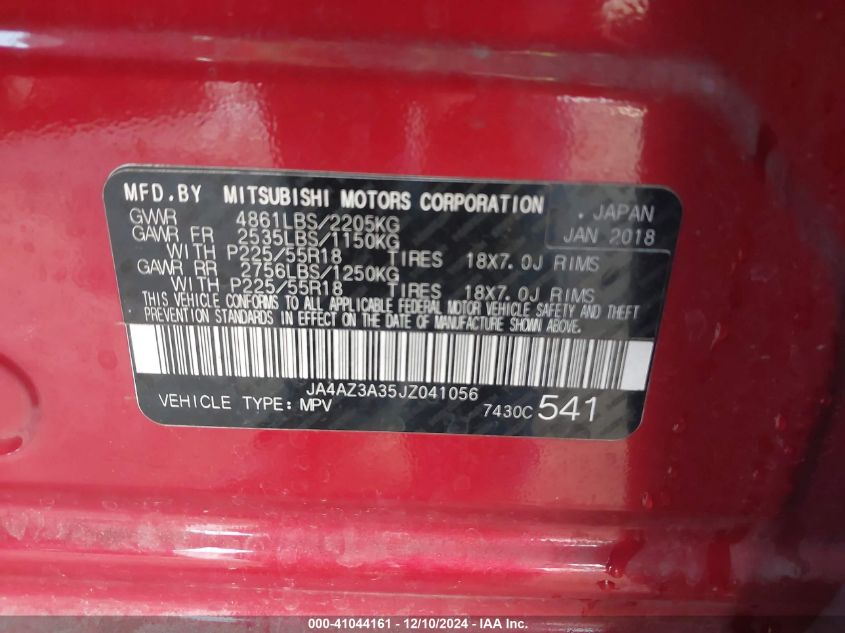 MFD.BY MITSUBISHI MOTORS CORPORATION
. JAPAN
JAN 2018
GVWR 4861LBS/2205KG
GAWR FR 2535LBS/1150KG
WITH P225/55R18 TIRES 18X7.0J RIMS
GAWR RR 2756LBS/1250KG
WITH P225/55R18 TIRES 18X7.0J RIMS
THIS VEHICLE CONFORMS TO ALL APPLICABLE FEDERAL MOTOR VEHICLE SAFETY AND THEFT
PREVENTION STANDARDS IN EFFECT ON THE DATE OF MANUFACTURE SHOWN ABOVE.
JA4AZ3A35JZ041056
VEHICLE TYPE: MPV 7430C 541
000-41044161 - 12/10/2024 - IAA Inc.